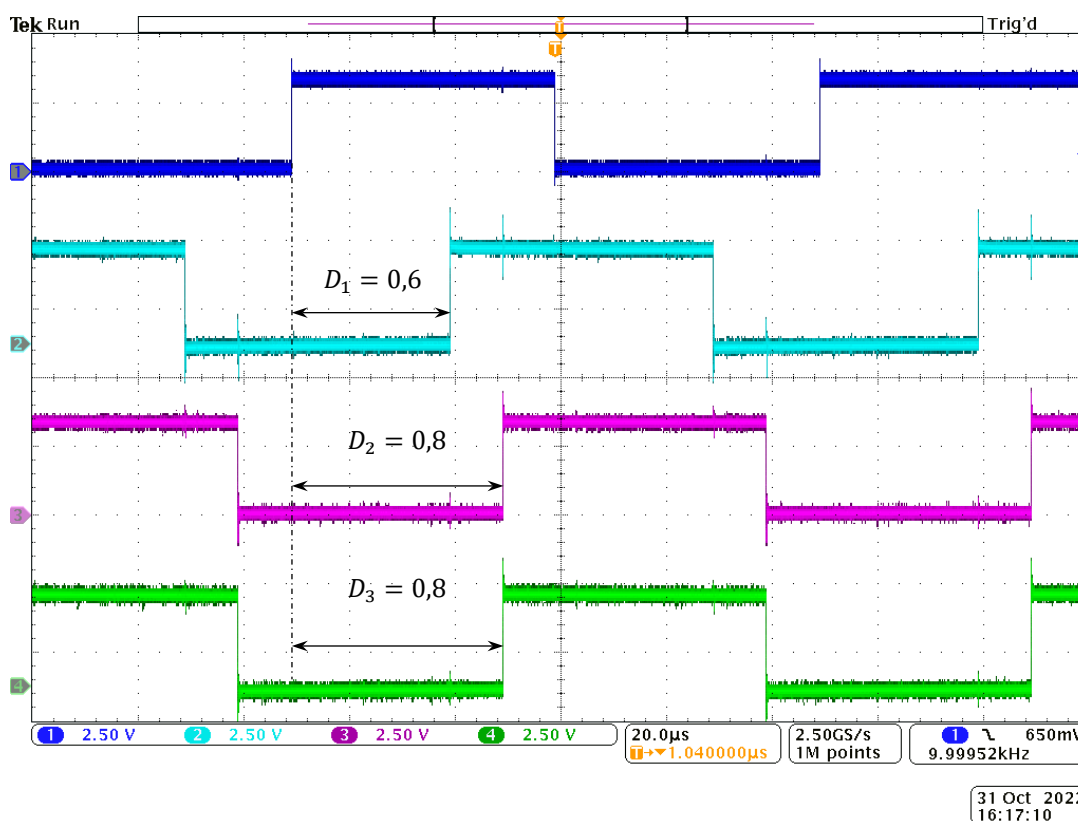 Tek Run Trig'd
T
T
1
D₁ = 0,6
2
D₂ = 0,8
3
D₃ = 0,8
4
1 2.50 V 2 2.50 V 3 2.50 V 4 2.50 V
20.0µs
T→▼1.040000µs
2.50GS/s
1M points
1 650mV
9.99952kHz
31 Oct 2022
16:17:10